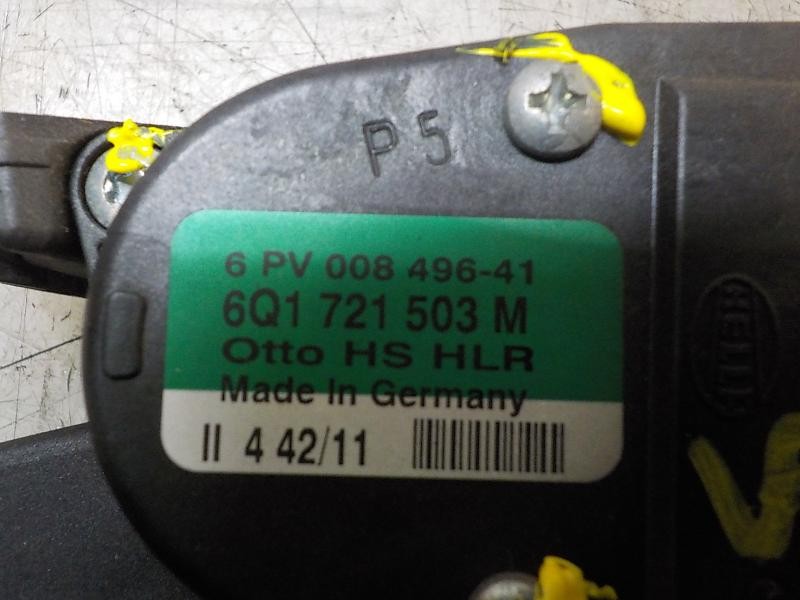 P5
6 PV 008 496-41
6Q1 721 503 M
Otto HS HLR
Made In Germany
II 4 42/11
HELLA